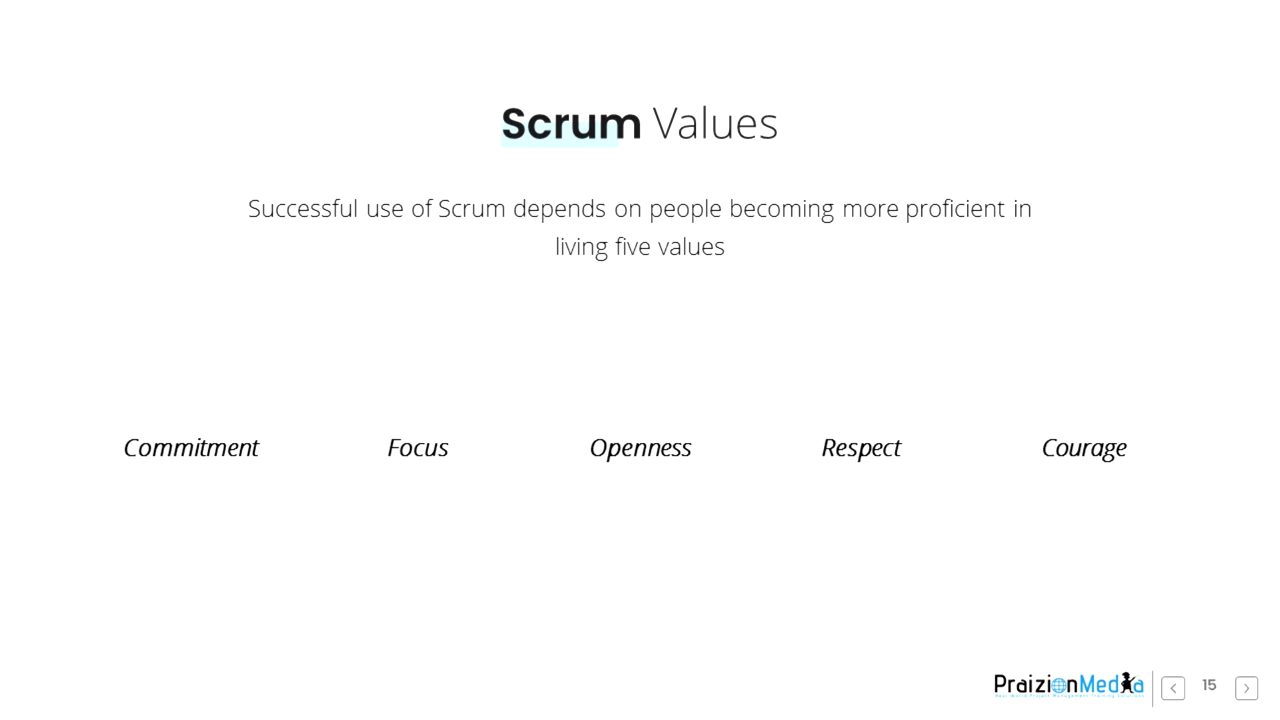 Scrum Values
Successful use of Scrum depends on people becoming more proficient in
living five values
Commitment Focus Openness Respect Courage
PraizionMedia
15